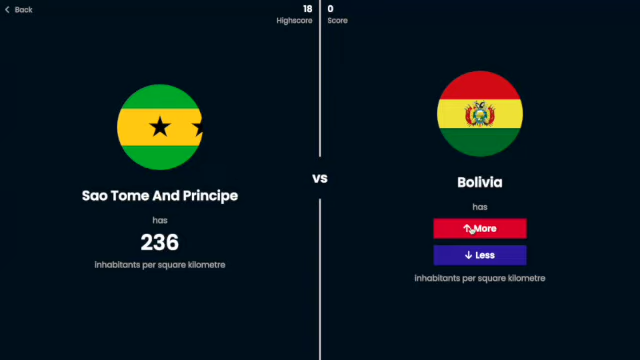 Back
18
Highscore
0
Score
Sao Tome And Principe
has
236
inhabitants per square kilometre
VS
Bolivia
has
More
Less
inhabitants per square kilometre